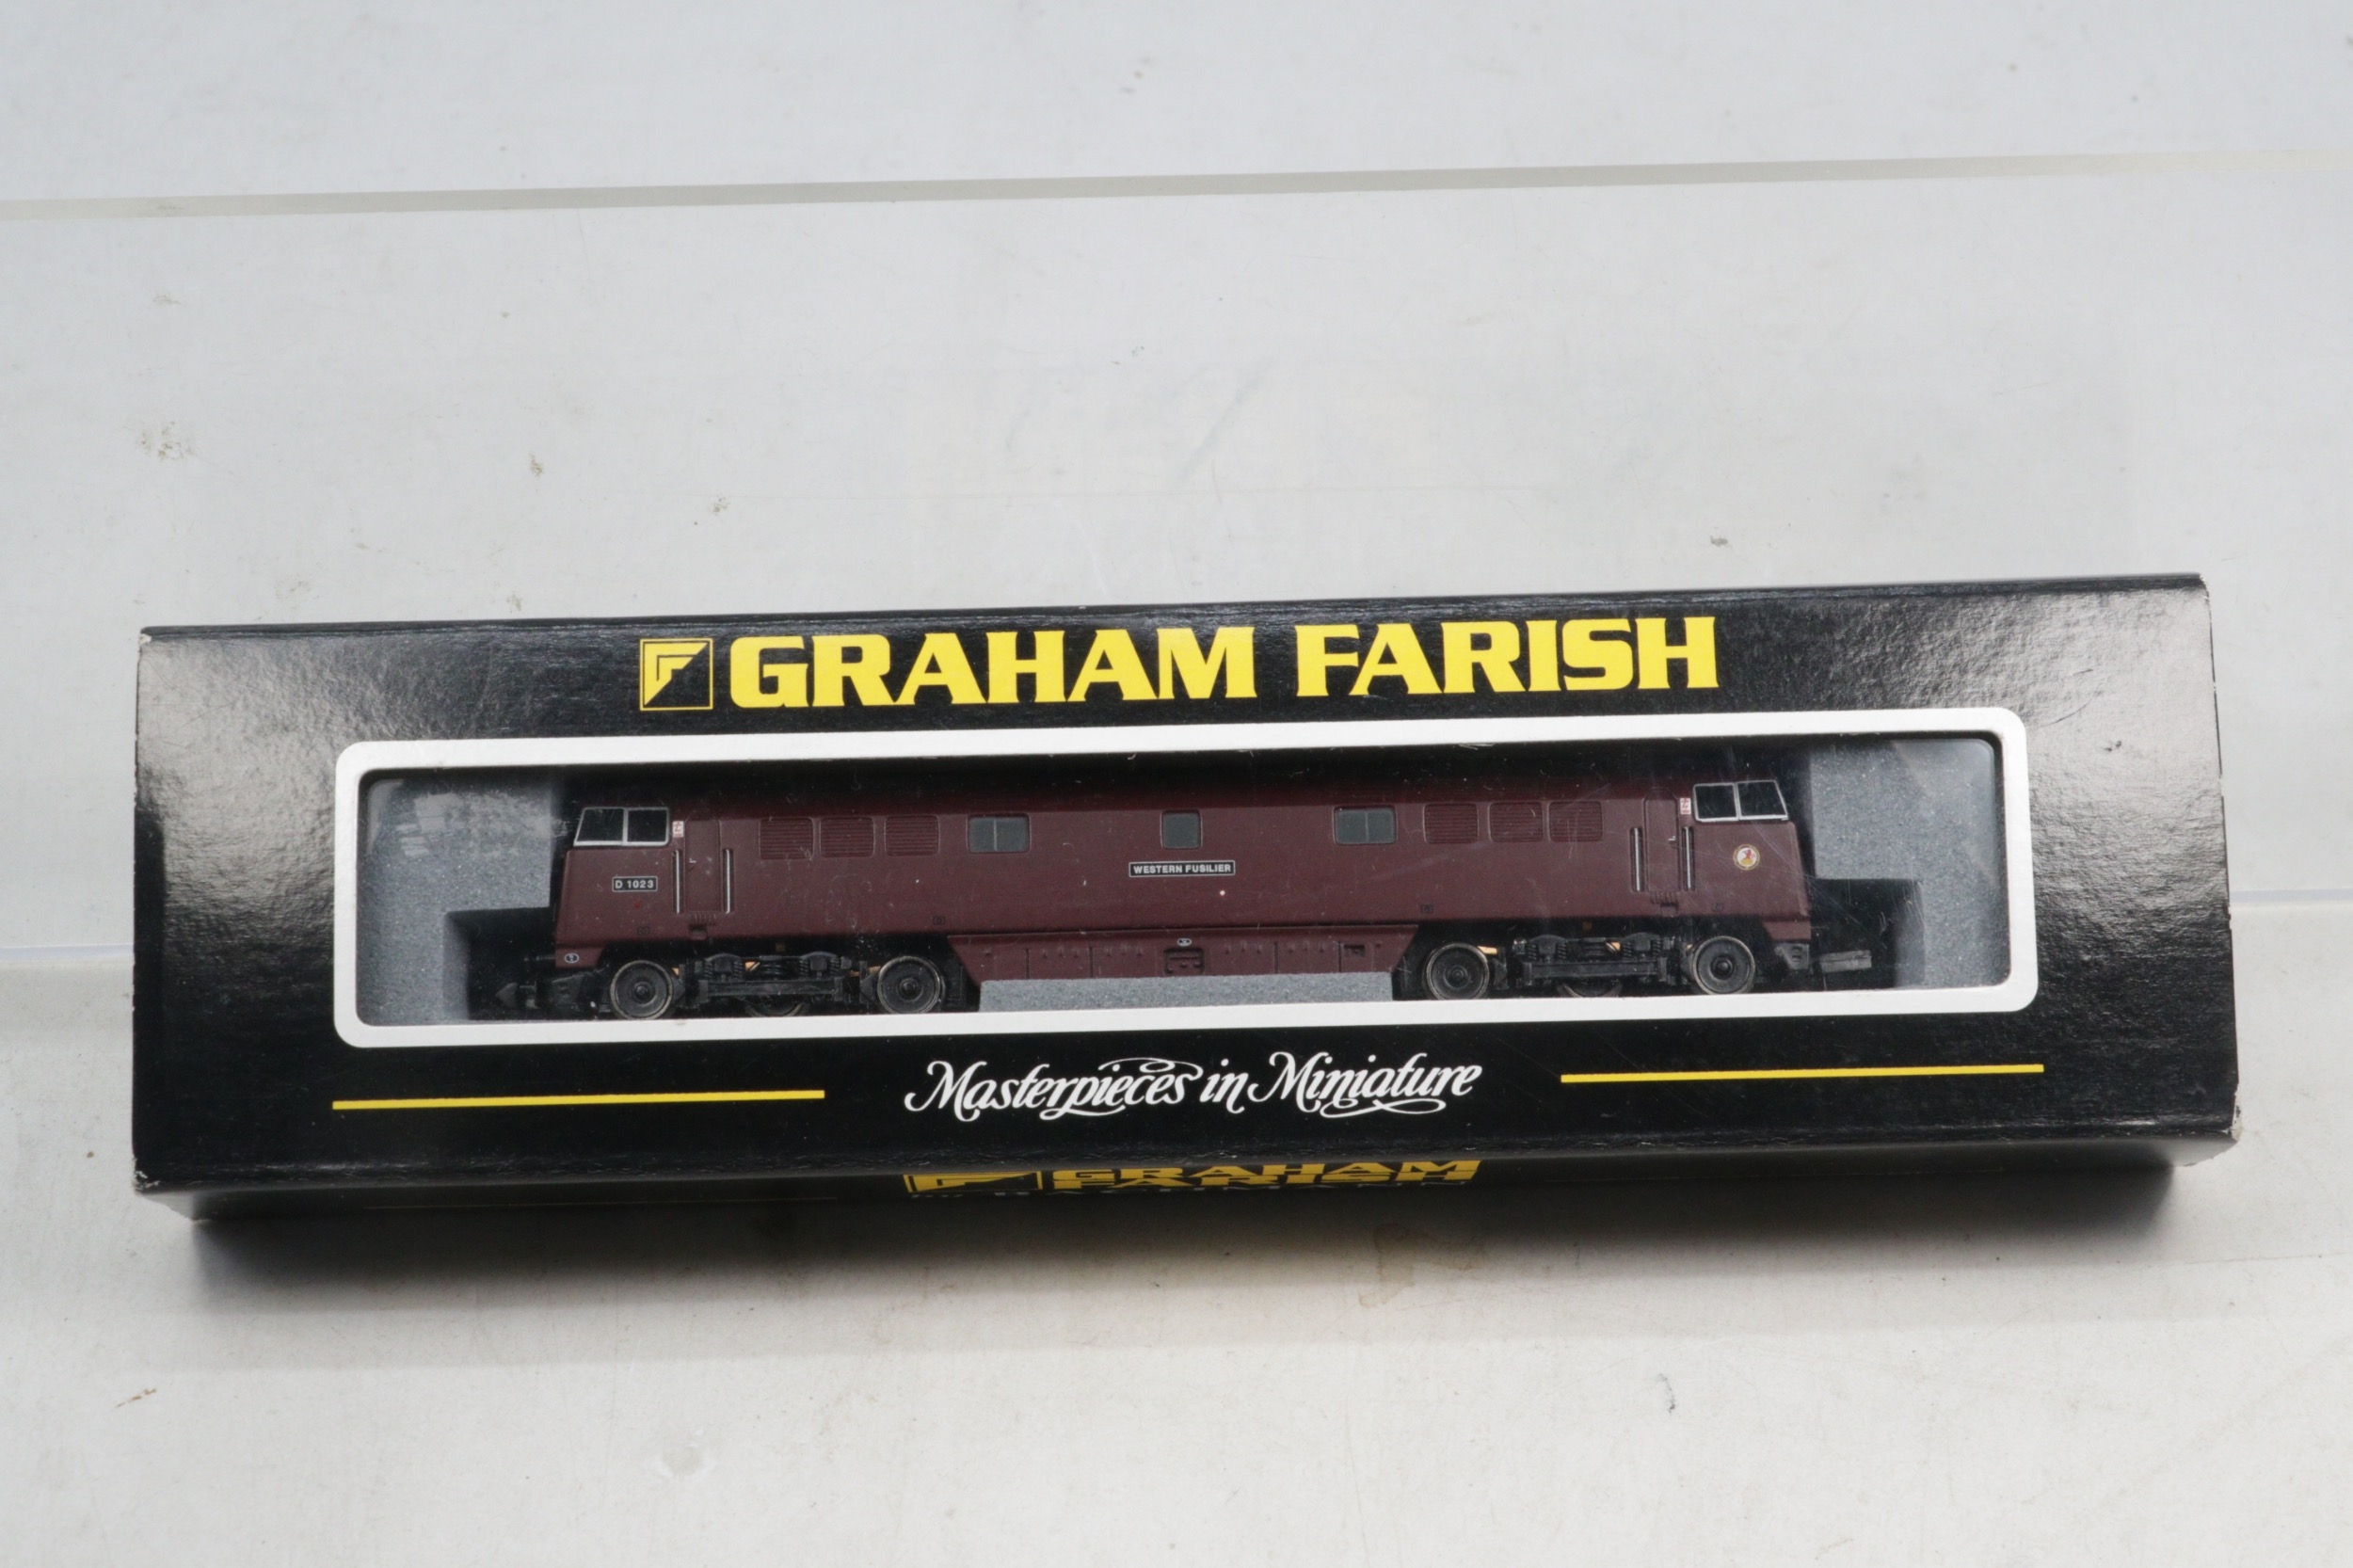 GRAHAM FARISH
D 1023
WESTERN FUSILIER
Masterpieces in Miniature
GRAHAM
FARISH